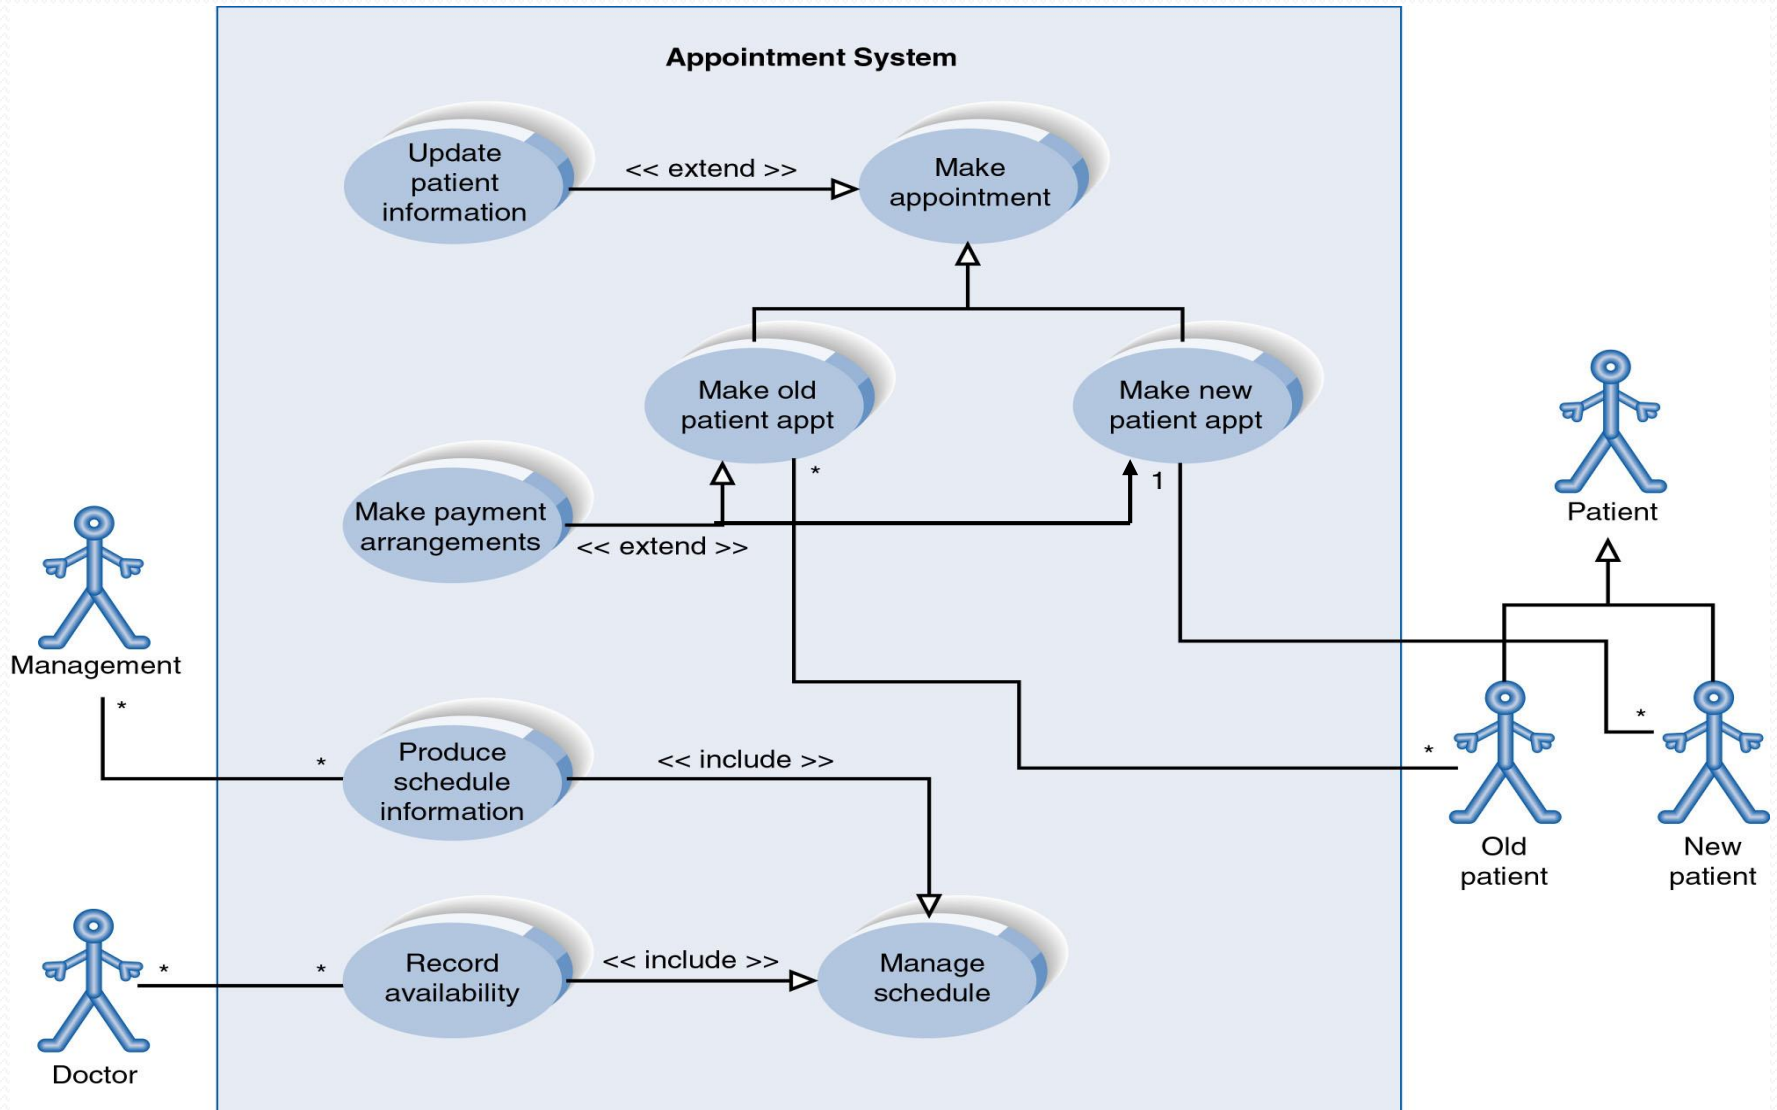 Appointment System
Update
patient
information
<< extend >>
Make
appointment
Make old
patient appt
Make new
patient appt
*
1
Make payment
arrangements
<< extend >>
Patient
Management
*
*
Produce
schedule
information
<< include >>
*
*
Old
patient
New
patient
Doctor
*
*
Record
availability
<< include >>
Manage
schedule